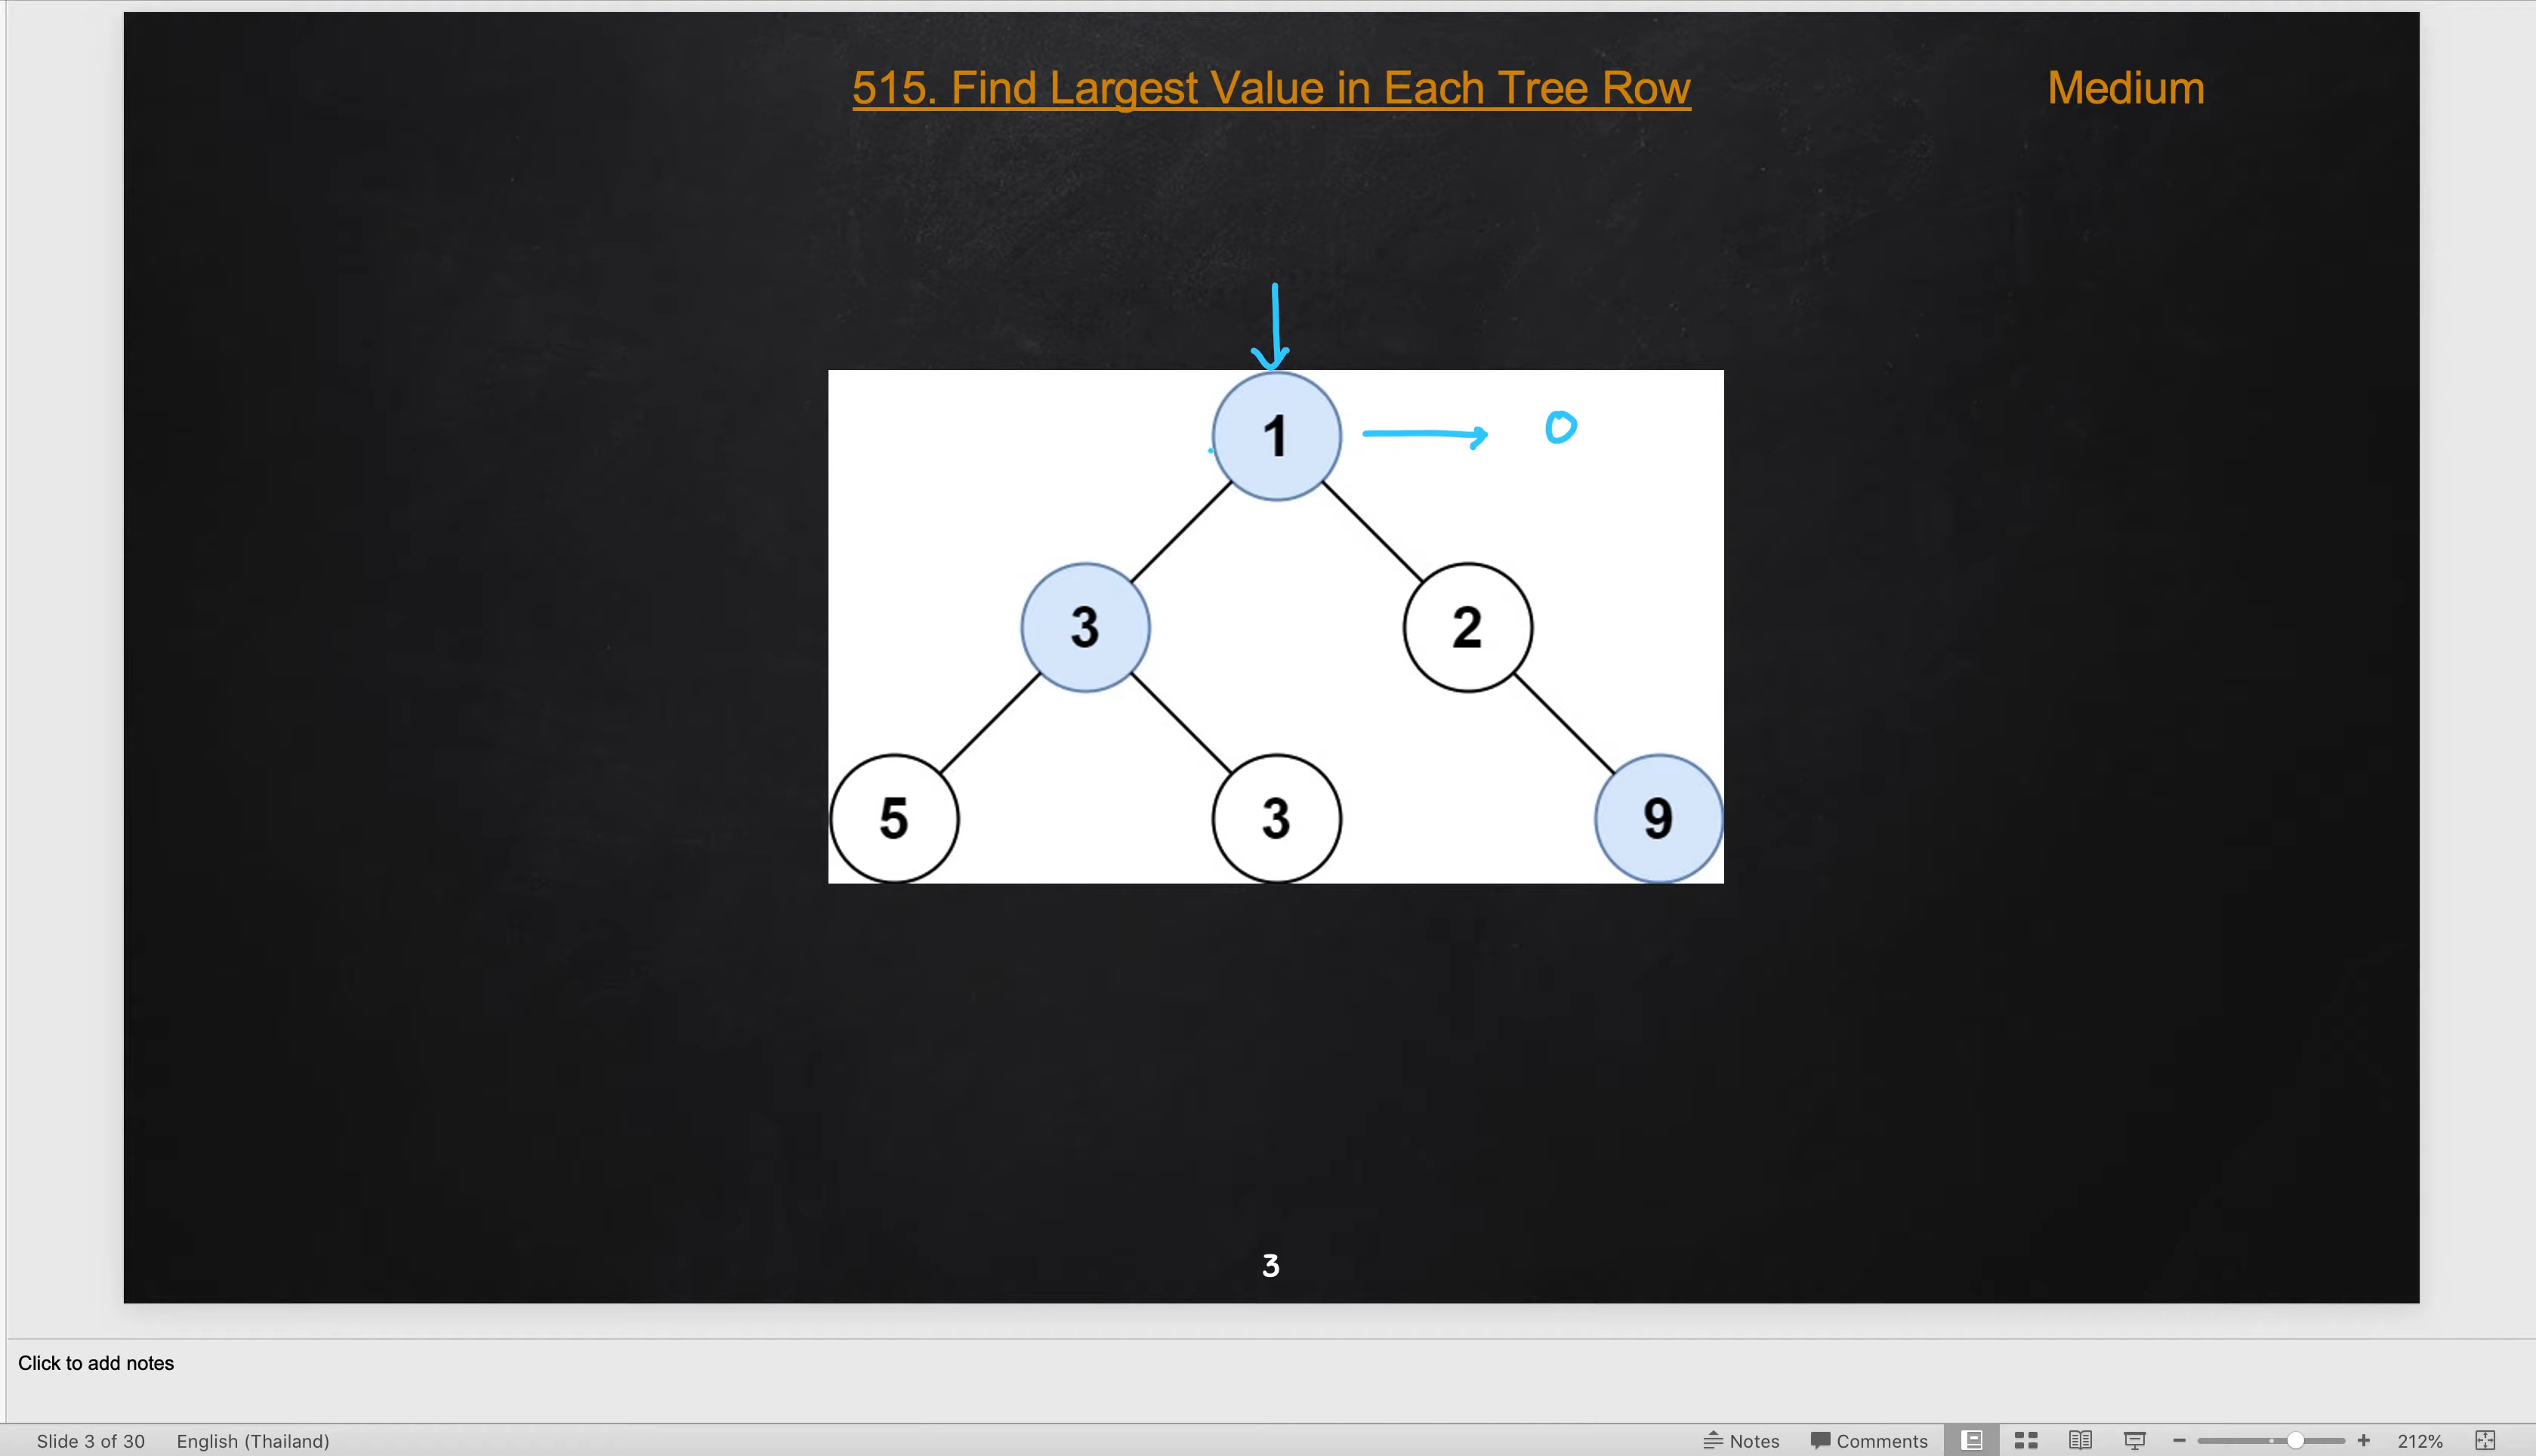 515. Find Largest Value in Each Tree Row
Medium
1
0
3
2
5
3
9
3
Click to add notes
Slide 3 of 30
English (Thailand)
Notes
Comments
212%